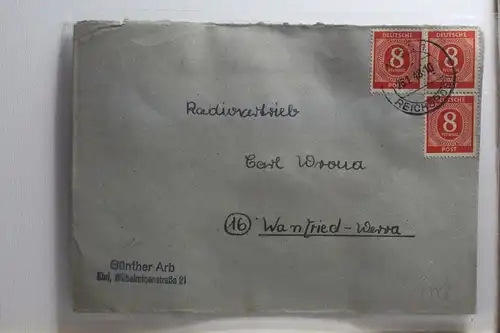 DEUTSCHE
8
PFENNIG
POST
DEUTSCHE
8
PFENNIG
POST
REICHE
DEUTSCHE
8
PFENNIG
POST
Radiovertrieb
Carl Wrona
(16) Wanfried-Werra
Günther Arb
Kiel, Wilhelminenstraße 21